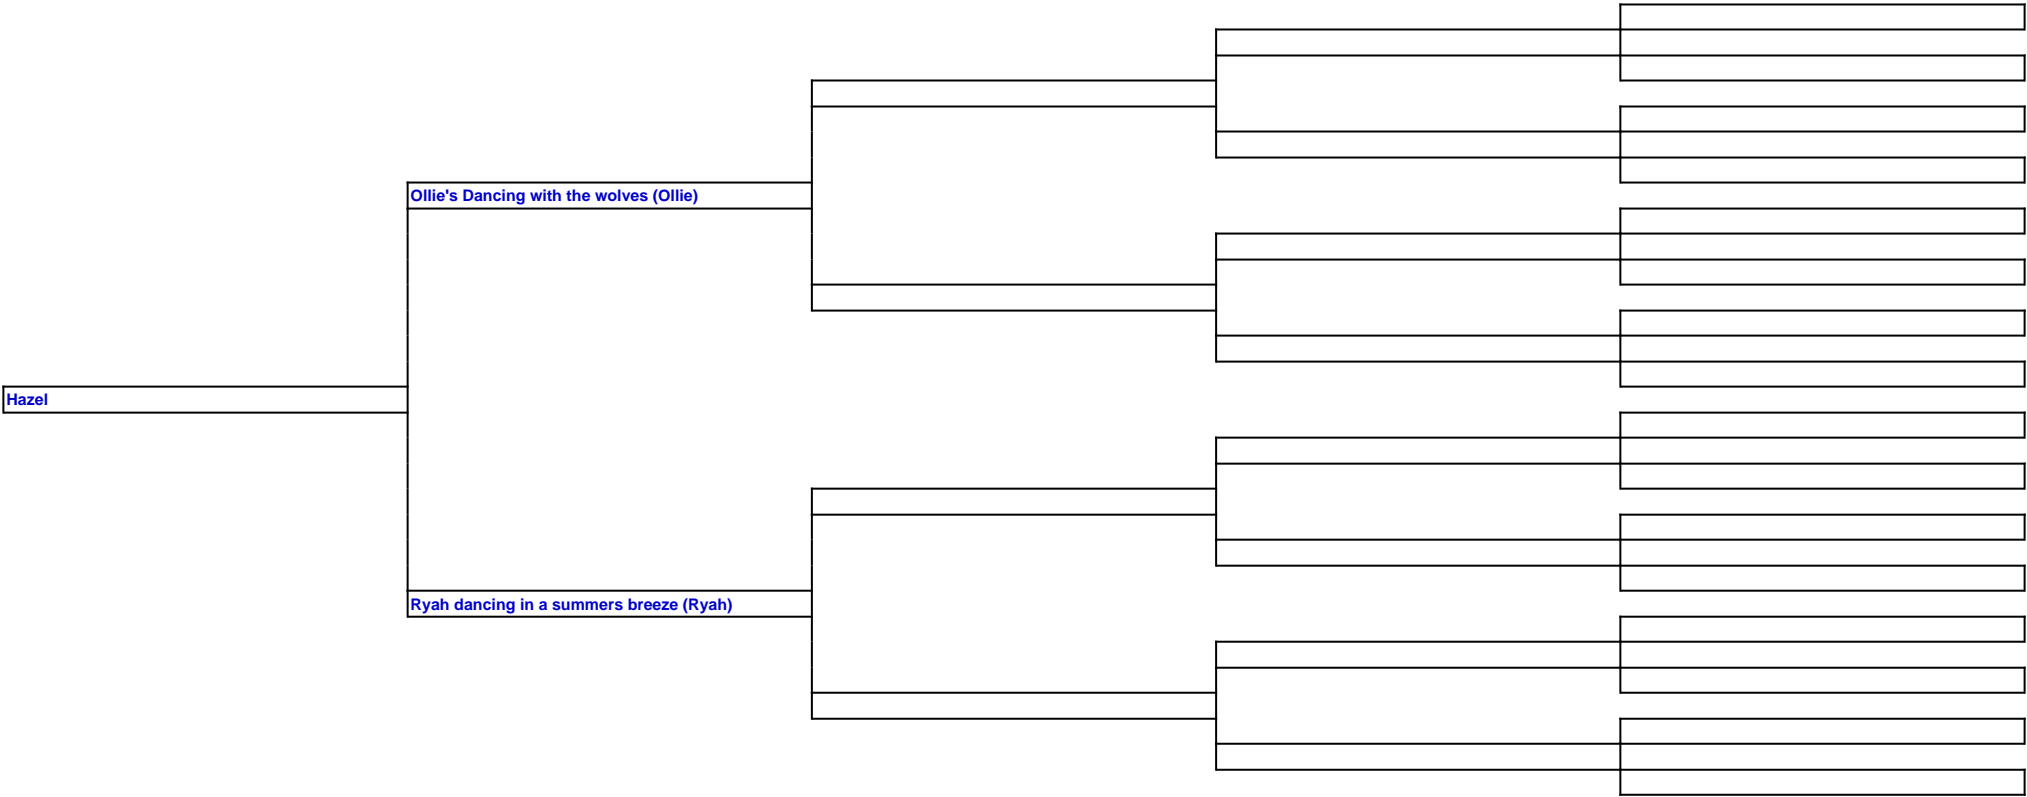 Ollie's Dancing with the wolves (Ollie)
Hazel
Ryah dancing in a summers breeze (Ryah)